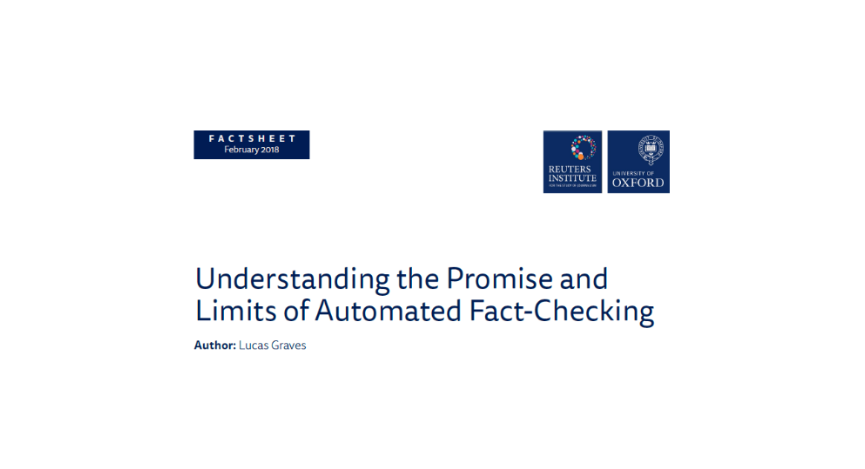 FACTSHEET
February 2018
REUTERS
INSTITUTE
UNIVERSITY OF
OXFORD
Understanding the Promise and
Limits of Automated Fact-Checking
Author: Lucas Graves